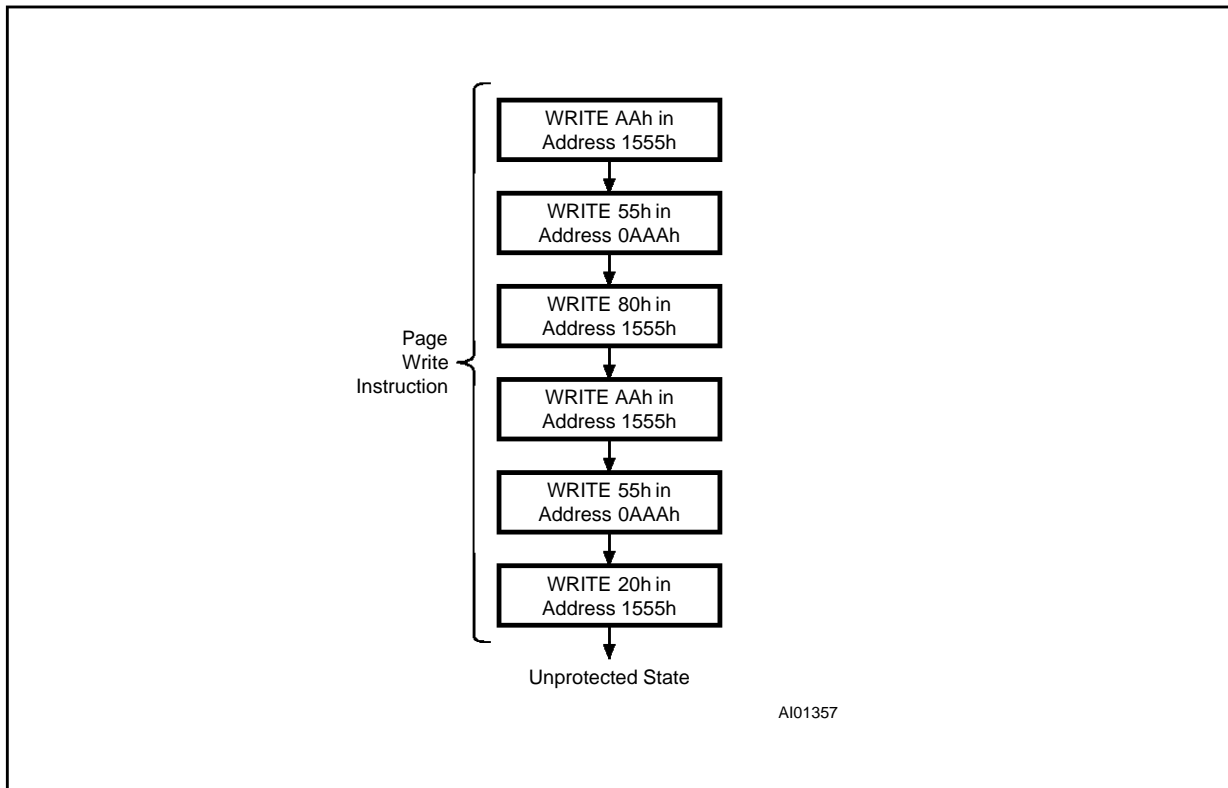 WRITE AAh in
Address 1555h
WRITE 55h in
Address 0AAAh
WRITE 80h in
Address 1555h
Page
Write
Instruction
WRITE AAh in
Address 1555h
WRITE 55h in
Address 0AAAh
WRITE 20h in
Address 1555h
Unprotected State
AI01357